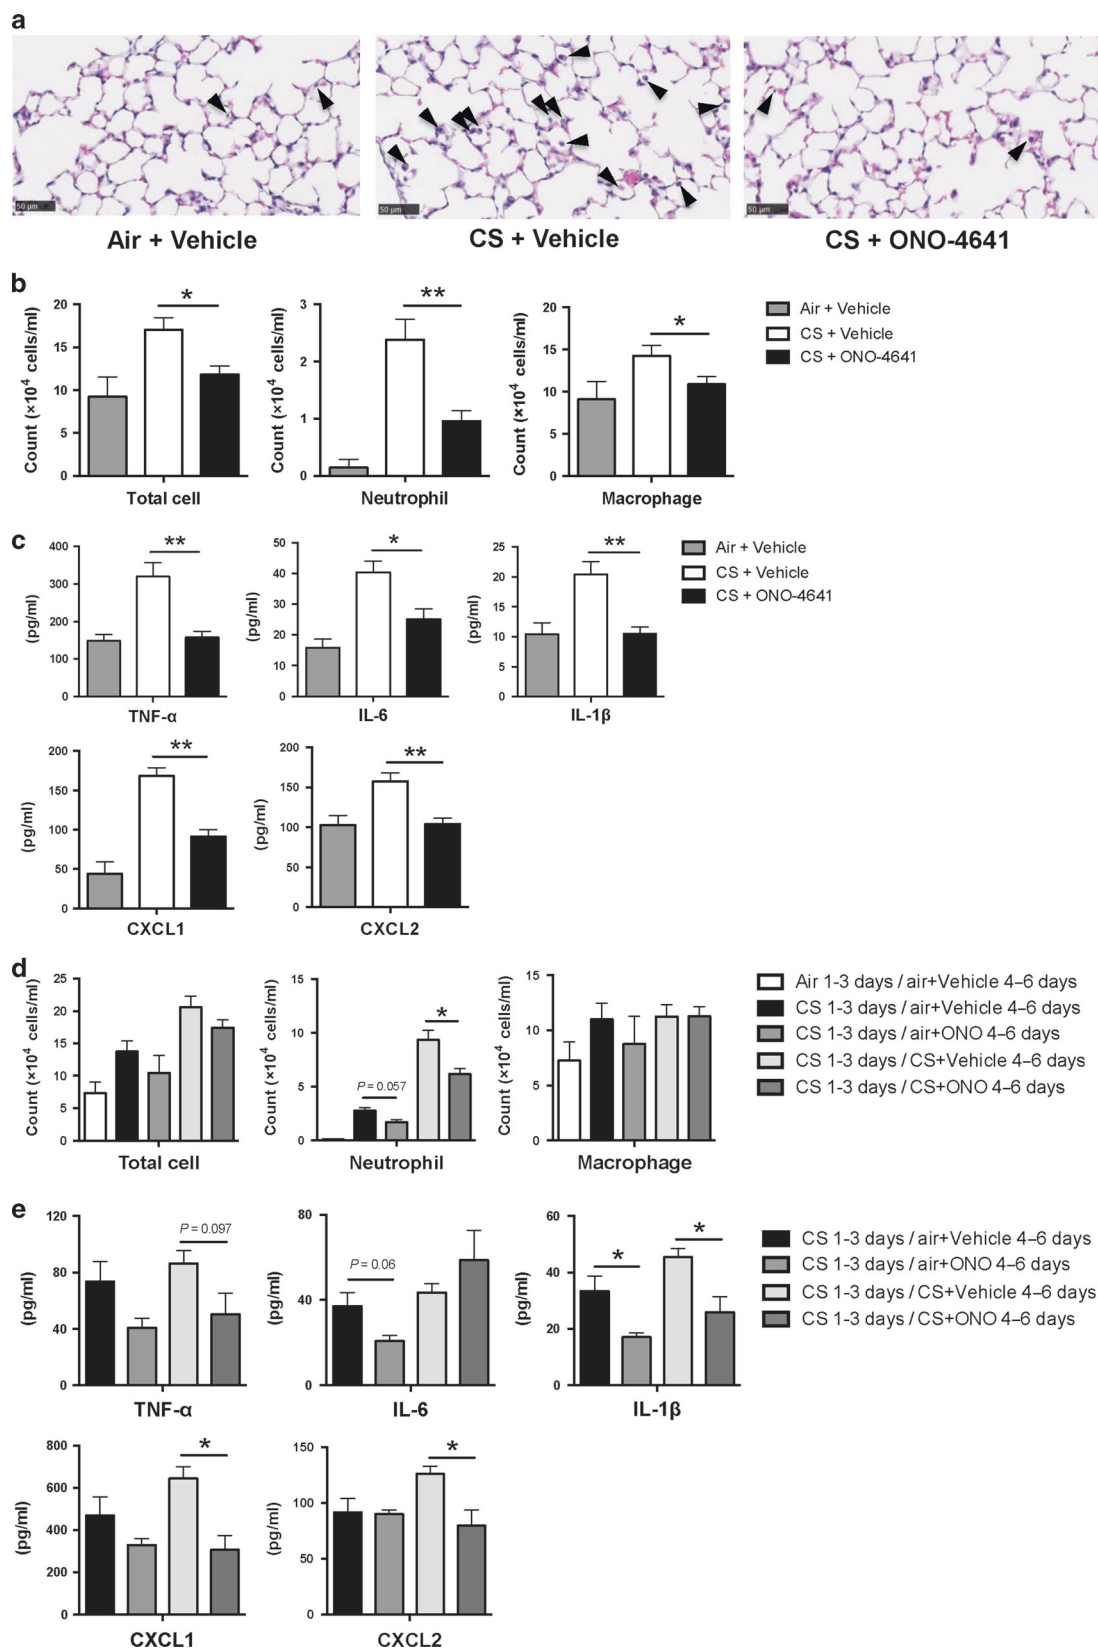 a
50 µm
50 µm
50 µm
Air + Vehicle
CS + Vehicle
CS + ONO-4641
b
Count (×10⁴ cells/ml)
20
15
10
5
0
*
Total cell
Count (×10⁴ cells/ml)
3
2
1
0
**
Neutrophil
Count (×10⁴ cells/ml)
20
15
10
5
0
*
Macrophage
Air + Vehicle
CS + Vehicle
CS + ONO-4641
c
(pg/ml)
400
300
200
100
0
**
TNF-α
(pg/ml)
50
40
30
20
10
0
*
IL-6
(pg/ml)
25
20
15
10
5
0
**
IL-1β
Air + Vehicle
CS + Vehicle
CS + ONO-4641
(pg/ml)
200
150
100
50
0
**
CXCL1
(pg/ml)
200
150
100
50
0
**
CXCL2
d
Count (×10⁴ cells/ml)
25
20
15
10
5
0
Total cell
Count (×10⁴ cells/ml)
15
10
5
0
P = 0.057
*
Neutrophil
Count (×10⁴ cells/ml)
15
10
5
0
Macrophage
Air 1-3 days / air+Vehicle 4–6 days
CS 1-3 days / air+Vehicle 4–6 days
CS 1-3 days / air+ONO 4–6 days
CS 1-3 days / CS+Vehicle 4–6 days
CS 1-3 days / CS+ONO 4–6 days
e
(pg/ml)
120
80
40
0
P = 0.097
TNF-α
(pg/ml)
80
40
0
P = 0.06
IL-6
(pg/ml)
60
40
20
0
*
*
IL-1β
CS 1-3 days / air+Vehicle 4–6 days
CS 1-3 days / air+ONO 4–6 days
CS 1-3 days / CS+Vehicle 4–6 days
CS 1-3 days / CS+ONO 4–6 days
(pg/ml)
800
600
400
200
0
*
CXCL1
(pg/ml)
150
100
50
0
*
CXCL2